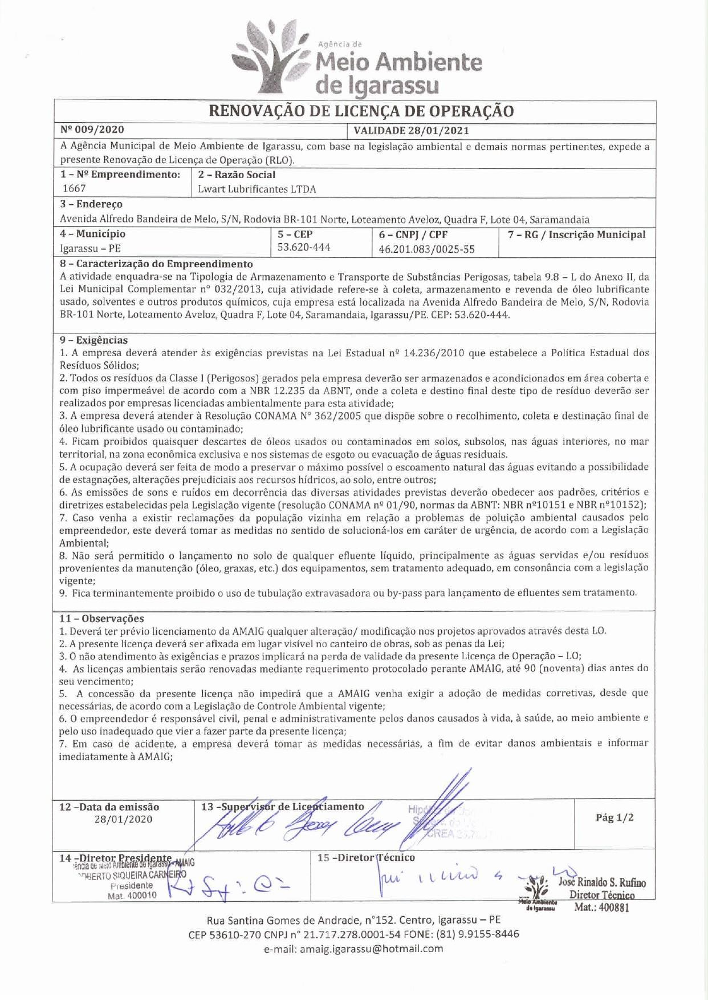 Agência de
Meio Ambiente
de Igarassu
RENOVAÇÃO DE LICENÇA DE OPERAÇÃO
Nº 009/2020 VALIDADE 28/01/2021
A Agência Municipal de Meio Ambiente de Igarassu, com base na legislação ambiental e demais normas pertinentes, expede a
presente Renovação de Licença de Operação (RLO).
1 – Nº Empreendimento: 2 – Razão Social
1667 Lwart Lubrificantes LTDA
3 – Endereço
Avenida Alfredo Bandeira de Melo, S/N, Rodovia BR-101 Norte, Loteamento Aveloz, Quadra F, Lote 04, Saramandaia
4 – Município 5 – CEP 6 – CNPJ / CPF 7 – RG / Inscrição Municipal
Igarassu – PE 53.620-444 46.201.083/0025-55
8 – Caracterização do Empreendimento
A atividade enquadra-se na Tipologia de Armazenamento e Transporte de Substâncias Perigosas, tabela 9.8 – L do Anexo II, da
Lei Municipal Complementar n° 032/2013, cuja atividade refere-se à coleta, armazenamento e revenda de óleo lubrificante
usado, solventes e outros produtos químicos, cuja empresa está localizada na Avenida Alfredo Bandeira de Melo, S/N, Rodovia
BR-101 Norte, Loteamento Aveloz, Quadra F, Lote 04, Saramandaia, Igarassu/PE. CEP: 53.620-444.
9 – Exigências
1. A empresa deverá atender às exigências previstas na Lei Estadual nº 14.236/2010 que estabelece a Política Estadual dos
Resíduos Sólidos;
2. Todos os resíduos da Classe I (Perigosos) gerados pela empresa deverão ser armazenados e acondicionados em área coberta e
com piso impermeável de acordo com a NBR 12.235 da ABNT, onde a coleta e destino final deste tipo de resíduo deverão ser
realizados por empresas licenciadas ambientalmente para esta atividade;
3. A empresa deverá atender à Resolução CONAMA N° 362/2005 que dispõe sobre o recolhimento, coleta e destinação final de
óleo lubrificante usado ou contaminado;
4. Ficam proibidos quaisquer descartes de óleos usados ou contaminados em solos, subsolos, nas águas interiores, no mar
territorial, na zona econômica exclusiva e nos sistemas de esgoto ou evacuação de águas residuais.
5. A ocupação deverá ser feita de modo a preservar o máximo possível o escoamento natural das águas evitando a possibilidade
de estagnações, alterações prejudiciais aos recursos hídricos, ao solo, entre outros;
6. As emissões de sons e ruídos em decorrência das diversas atividades previstas deverão obedecer aos padrões, critérios e
diretrizes estabelecidas pela Legislação vigente (resolução CONAMA nº 01/90, normas da ABNT: NBR nº10151 e NBR nº10152);
7. Caso venha a existir reclamações da população vizinha em relação a problemas de poluição ambiental causados pelo
empreendedor, este deverá tomar as medidas no sentido de solucioná-los em caráter de urgência, de acordo com a Legislação
Ambiental;
8. Não será permitido o lançamento no solo de qualquer efluente líquido, principalmente as águas servidas e/ou resíduos
provenientes da manutenção (óleo, graxas, etc.) dos equipamentos, sem tratamento adequado, em consonância com a legislação
vigente;
9. Fica terminantemente proibido o uso de tubulação extravasadora ou by-pass para lançamento de efluentes sem tratamento.
11 – Observações
1. Deverá ter prévio licenciamento da AMAIG qualquer alteração/ modificação nos projetos aprovados através desta LO.
2. A presente licença deverá ser afixada em lugar visível no canteiro de obras, sob as penas da Lei;
3. O não atendimento às exigências e prazos implicará na perda de validade da presente Licença de Operação – LO;
4. As licenças ambientais serão renovadas mediante requerimento protocolado perante AMAIG, até 90 (noventa) dias antes do
seu vencimento;
5. A concessão da presente licença não impedirá que a AMAIG venha exigir a adoção de medidas corretivas, desde que
necessárias, de acordo com a Legislação de Controle Ambiental vigente;
6. O empreendedor é responsável civil, penal e administrativamente pelos danos causados à vida, à saúde, ao meio ambiente e
pelo uso inadequado que vier a fazer parte da presente licença;
7. Em caso de acidente, a empresa deverá tomar as medidas necessárias, a fim de evitar danos ambientais e informar
imediatamente à AMAIG;
12 –Data da emissão 13 –Supervisor de Licenciamento
28/01/2020 Pág 1/2
CREA
14 –Diretor Presidente 15 –Diretor Técnico
Meio Ambiente de Igarassu - AMAIG
SIQUEIRA CARNEIRO
Presidente
Mat. 400010
José Rinaldo S. Rufino
Diretor Técnico
Meio Ambiente
de Igarassu
Mat.: 400881
Rua Santina Gomes de Andrade, n°152. Centro, Igarassu – PE
CEP 53610-270 CNPJ n° 21.717.278.0001-54 FONE: (81) 9.9155-8446
e-mail: amaig.igarassu@hotmail.com